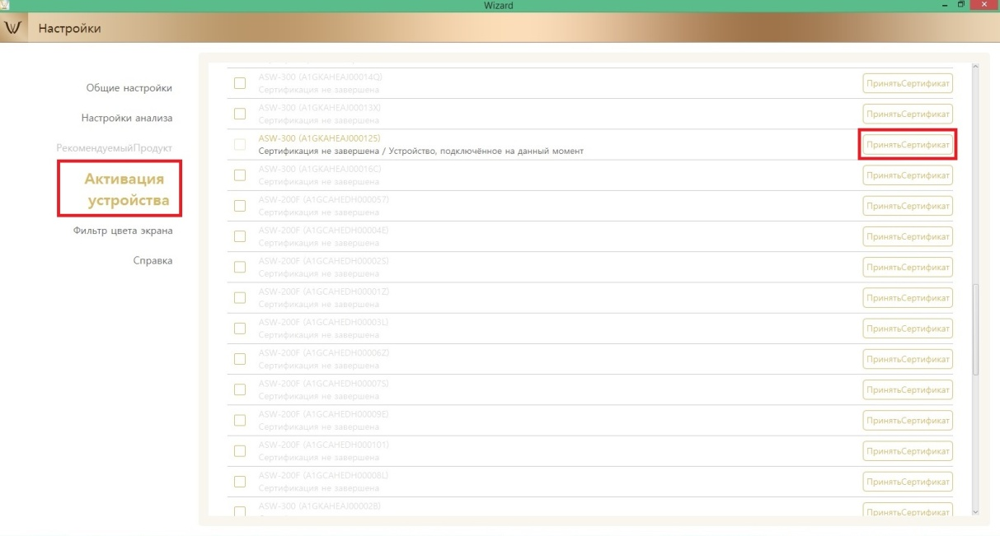 Wizard
Настройки
Общие настройки
Настройки анализа
РекомендуемыйПродукт
Активация
устройства
Фильтр цвета экрана
Справка
ASW-300 (A1GKAHEAJ00014Q)
Сертификация не завершена
ПринятьСертификат
ASW-300 (A1GKAHEAJ00013X)
Сертификация не завершена
ПринятьСертификат
ASW-300 (A1GKAHEAJ000125)
Сертификация не завершена / Устройство, подключённое на данный момент
ПринятьСертификат
ASW-300 (A1GKAHEAJ00016C)
Сертификация не завершена
ПринятьСертификат
ASW-200F (A1GCAHEDH000057)
Сертификация не завершена
ПринятьСертификат
ASW-200F (A1GCAHEDH00004E)
Сертификация не завершена
ПринятьСертификат
ASW-200F (A1GCAHEDH00002S)
Сертификация не завершена
ПринятьСертификат
ASW-200F (A1GCAHEDH00001Z)
Сертификация не завершена
ПринятьСертификат
ASW-200F (A1GCAHEDH00003L)
Сертификация не завершена
ПринятьСертификат
ASW-200F (A1GCAHEDH00006Z)
Сертификация не завершена
ПринятьСертификат
ASW-200F (A1GCAHEDH00007S)
Сертификация не завершена
ПринятьСертификат
ASW-200F (A1GCAHEDH00009E)
Сертификация не завершена
ПринятьСертификат
ASW-200F (A1GCAHEDH000101)
Сертификация не завершена
ПринятьСертификат
ASW-200F (A1GCAHEDH00008L)
Сертификация не завершена
ПринятьСертификат
ASW-300 (A1GKAHEAJ00002B)
ПринятьСертификат